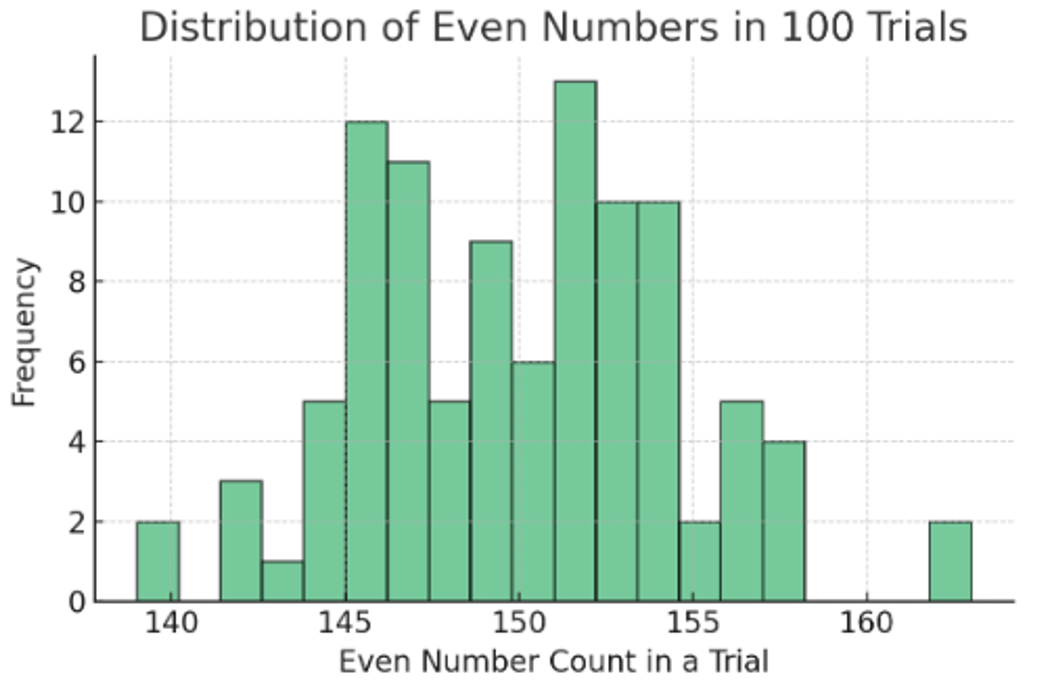 Distribution of Even Numbers in 100 Trials
12
10
8
6
4
2
0
Frequency
140 145 150 155 160
Even Number Count in a Trial